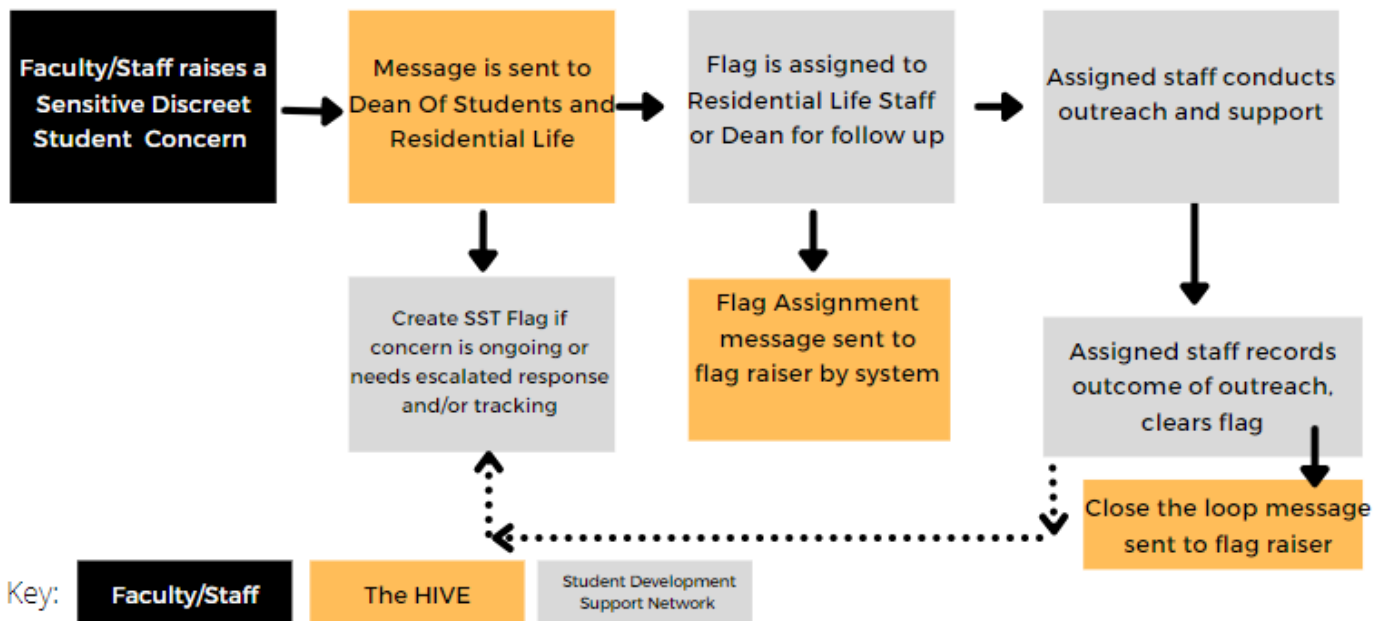 Faculty/Staff raises a
Sensitive Discreet
Student Concern
Message is sent to
Dean Of Students and
Residential Life
Flag is assigned to
Residential Life Staff
or Dean for follow up
Assigned staff conducts
outreach and support
Create SST Flag if
concern is ongoing or
needs escalated response
and/or tracking
Flag Assignment
message sent to
flag raiser by system
Assigned staff records
outcome of outreach,
clears flag
Close the loop message
sent to flag raiser
Key:
Faculty/Staff
The HIVE
Student Development
Support Network